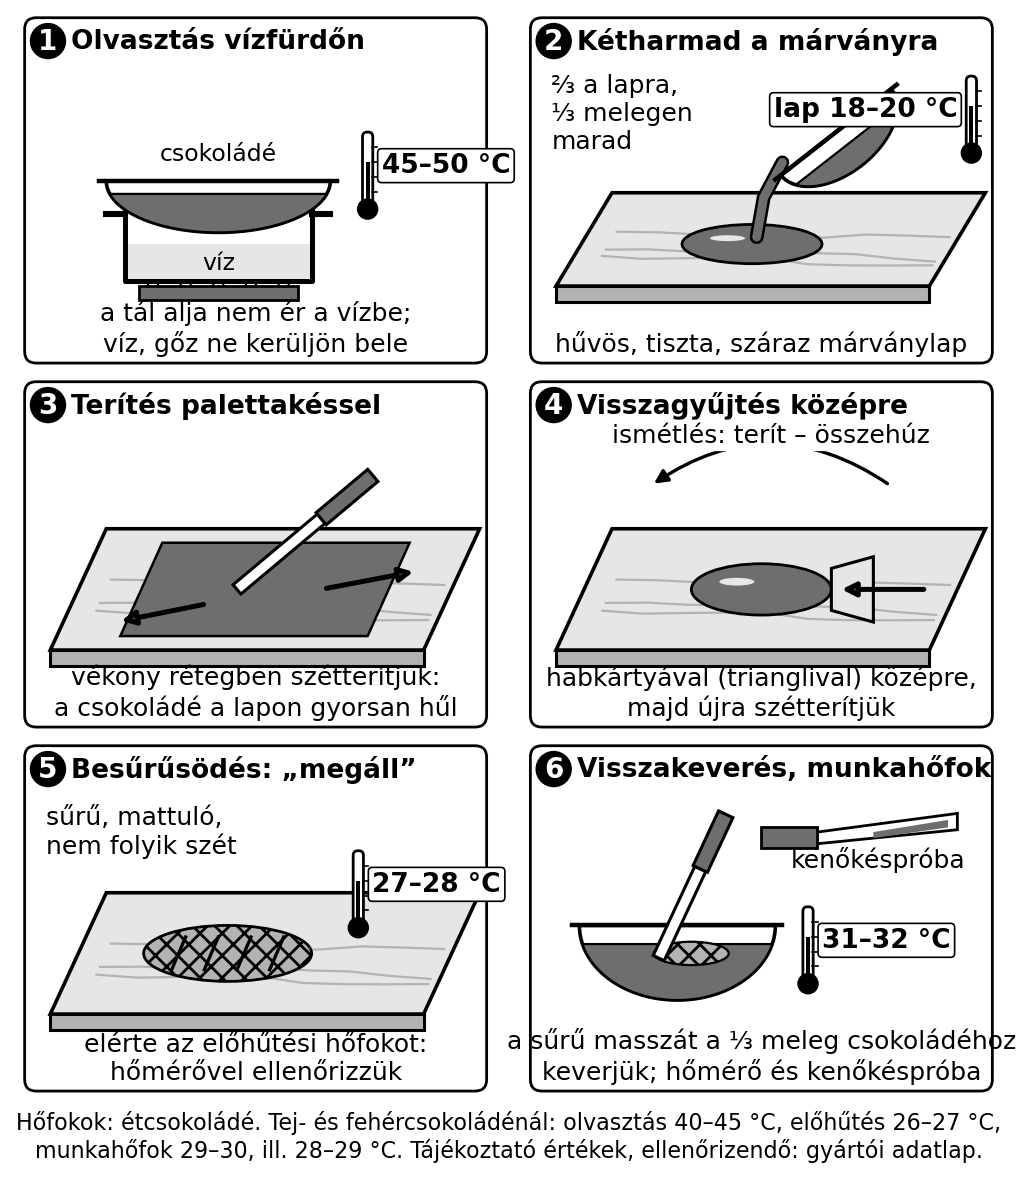 1 Olvasztás vízfürdőn
csokoládé
45–50 °C
víz
a tál alja nem ér a vízbe;
víz, gőz ne kerüljön bele
2 Kétharmad a márványra
⅔ a lapra,
⅓ melegen
marad
lap 18–20 °C
hűvös, tiszta, száraz márványlap
3 Terítés palettakéssel
vékony rétegben szétterítjük:
a csokoládé a lapon gyorsan hűl
4 Visszagyűjtés középre
ismétlés: terít – összehúz
habkártyával (trianglival) középre,
majd újra szétterítjük
5 Besűrűsödés: „megáll”
sűrű, mattuló,
nem folyik szét
27–28 °C
elérte az előhűtési hőfokot:
hőmérővel ellenőrizzük
6 Visszakeverés, munkahőfok
kenőkéspróba
31–32 °C
a sűrű masszát a ⅓ meleg csokoládéhoz
keverjük; hőmérő és kenőkéspróba
Hőfokok: étcsokoládé. Tej- és fehércsokoládénál: olvasztás 40–45 °C, előhűtés 26–27 °C,
munkahőfok 29–30, ill. 28–29 °C. Tájékoztató értékek, ellenőrizendő: gyártói adatlap.